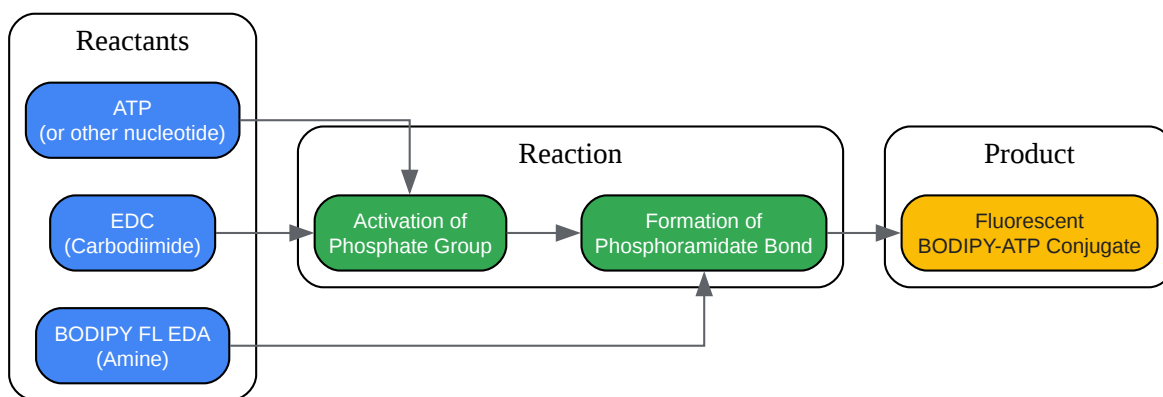 Reactants
ATP
(or other nucleotide)
EDC
(Carbodiimide)
BODIPY FL EDA
(Amine)
Reaction
Activation of
Phosphate Group
Formation of
Phosphoramidate Bond
Product
Fluorescent
BODIPY-ATP Conjugate